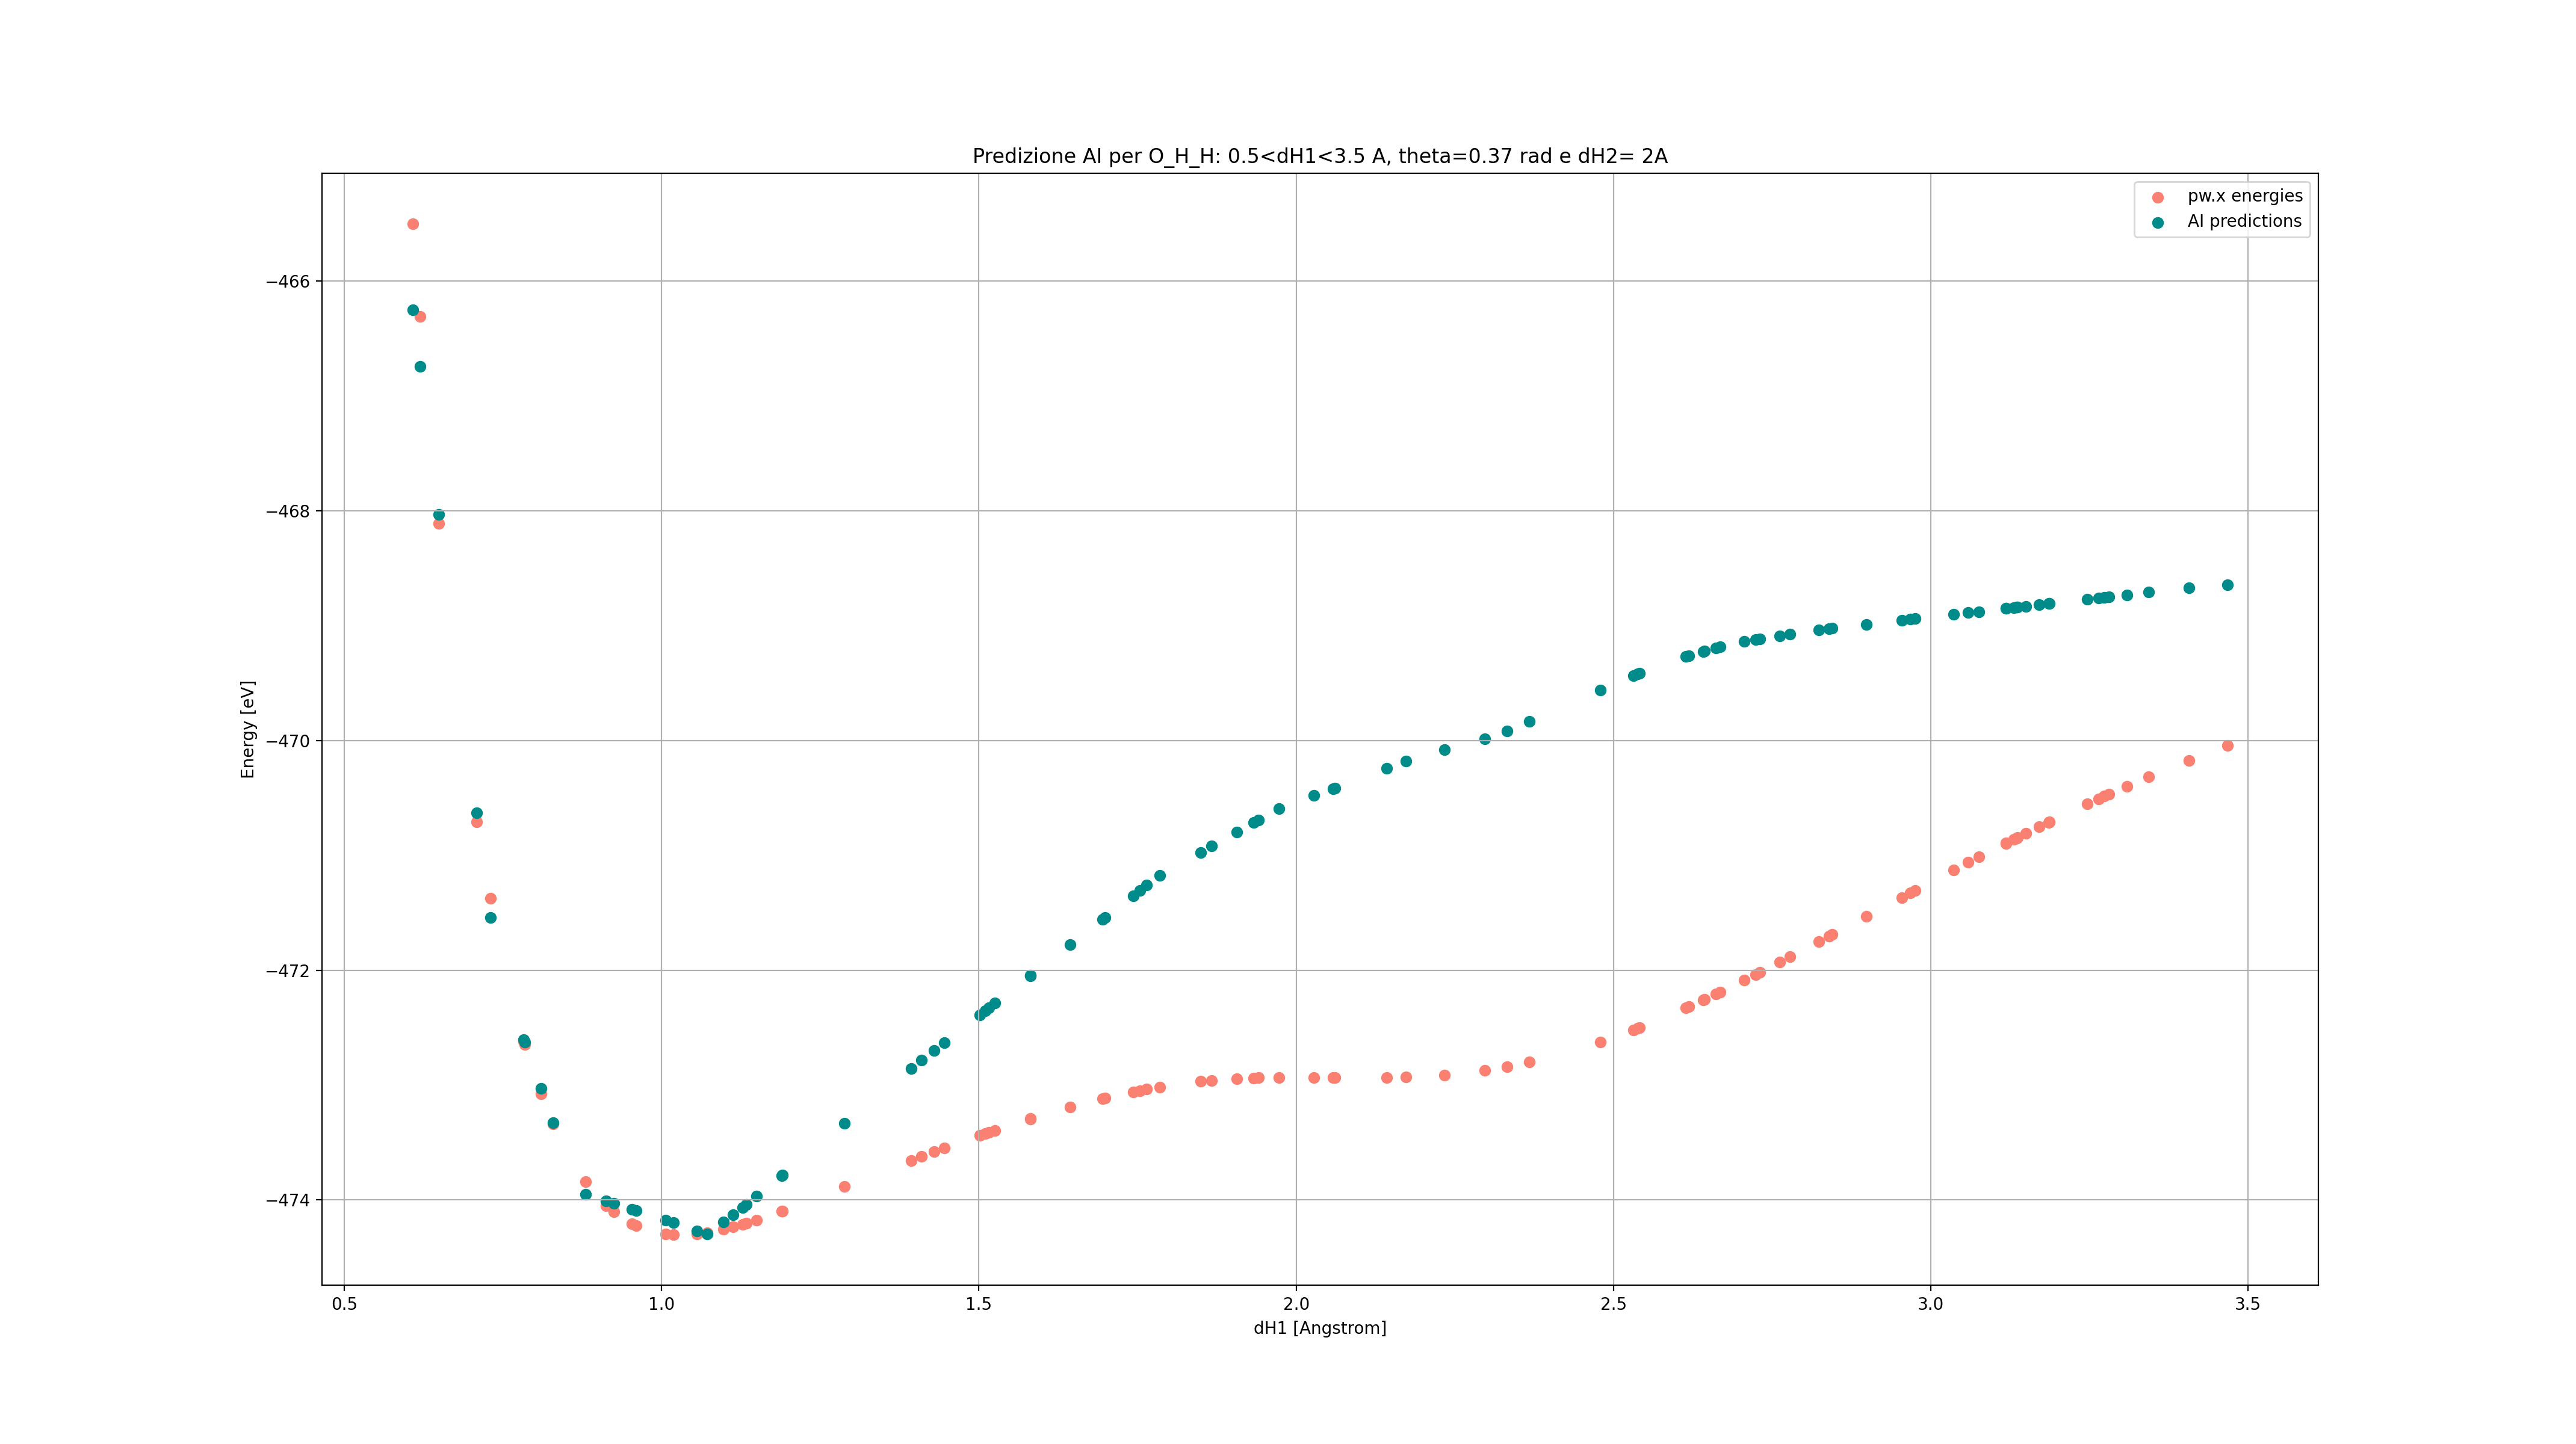 Predizione AI per O_H_H: 0.5<dH1<3.5 A, theta=0.37 rad e dH2= 2A
pw.x energies
AI predictions
−466
−468
−470
−472
−474
Energy [eV]
0.5 1.0 1.5 2.0 2.5 3.0 3.5
dH1 [Angstrom]